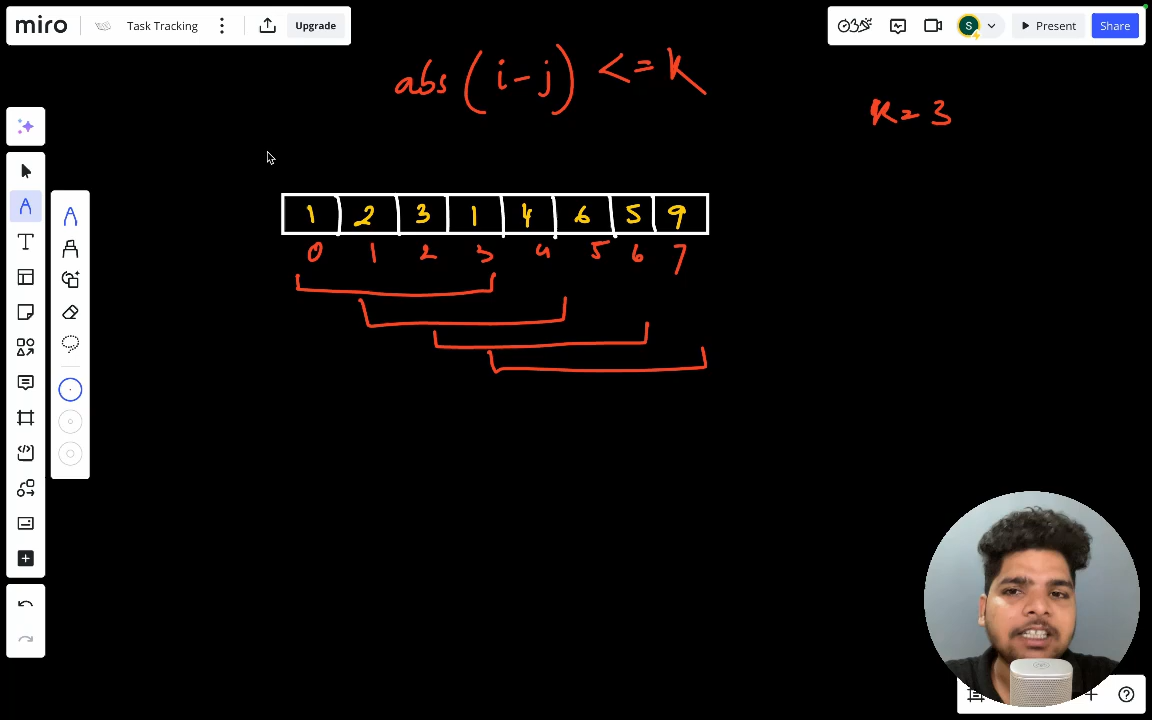 miro Task Tracking Upgrade
S Present Share
abs (i-j) <= K
K = 3
1 2 3 1 4 6 5 9
0 1 2 3 4 5 6 7